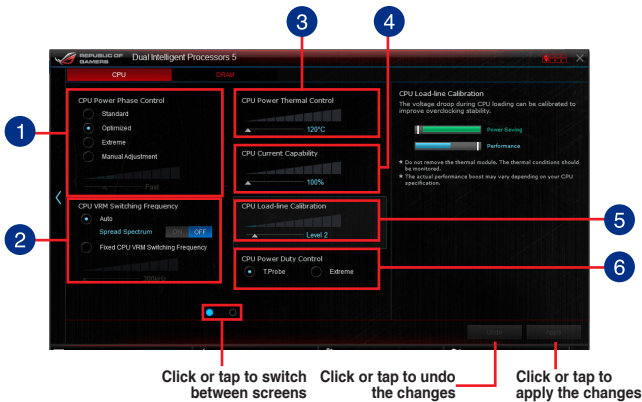 3
4
REPUBLIC OF GAMERS
Dual Intelligent Processors 5
CPU
DRAM
1
CPU Power Phase Control
Standard
Optimized
Extreme
Manual Adjustment
Fast
2
CPU VRM Switching Frequency
Auto
Spread Spectrum ON OFF
Fixed CPU VRM Switching Frequency
300kHz
CPU Power Thermal Control
120°C
CPU Current Capability
100%
CPU Load-line Calibration
Level 2
5
CPU Power Duty Control
T.Probe Extreme
6
CPU Load-line Calibration
The voltage droop during CPU loading can be calibrated to
improve overclocking stability.
Power Saving
Performance
* Do not remove the thermal module. The thermal conditions should
be monitored.
* The actual performance boost may vary depending on your CPU
specification.
Undo
Apply
Click or tap to switch
between screens
Click or tap to undo
the changes
Click or tap to
apply the changes